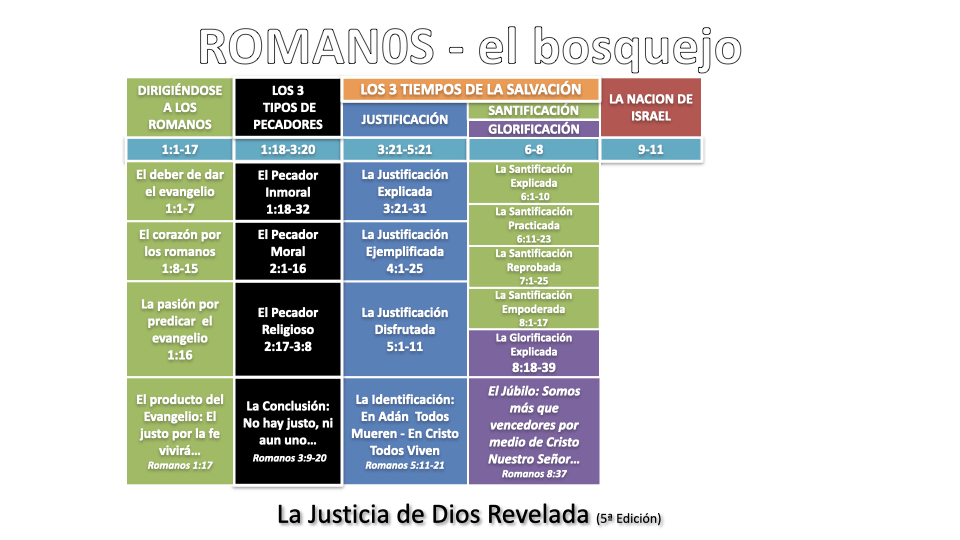 ROMAN0S - el bosquejo
DIRIGIÉNDOSE
A LOS
ROMANOS
LOS 3
TIPOS DE
PECADORES
LOS 3 TIEMPOS DE LA SALVACIÓN
JUSTIFICACIÓN
SANTIFICACIÓN
GLORIFICACIÓN
LA NACION DE
ISRAEL
1:1-17
1:18-3:20
3:21-5:21
6-8
9-11
El deber de dar
el evangelio
1:1-7
El Pecador
Inmoral
1:18-32
La Justificación
Explicada
3:21-31
La Santificación
Explicada
6:1-10
La Santificación
Practicada
6:11-23
El corazón por
los romanos
1:8-15
El Pecador
Moral
2:1-16
La Justificación
Ejemplificada
4:1-25
La Santificación
Reprobada
7:1-25
La Santificación
Empoderada
8:1-17
La pasión por
predicar el
evangelio
1:16
El Pecador
Religioso
2:17-3:8
La Justificación
Disfrutada
5:1-11
La Glorificación
Explicada
8:18-39
El producto del
Evangelio: El
justo por la fe
vivirá...
Romanos 1:17
La Conclusión:
No hay justo, ni
aun uno...
Romanos 3:9-20
La Identificación:
En Adán Todos
Mueren - En Cristo
Todos Viven
Romanos 5:11-21
El Júbilo: Somos
más que
vencedores por
medio de Cristo
Nuestro Señor...
Romanos 8:37
La Justicia de Dios Revelada (5ª Edición)